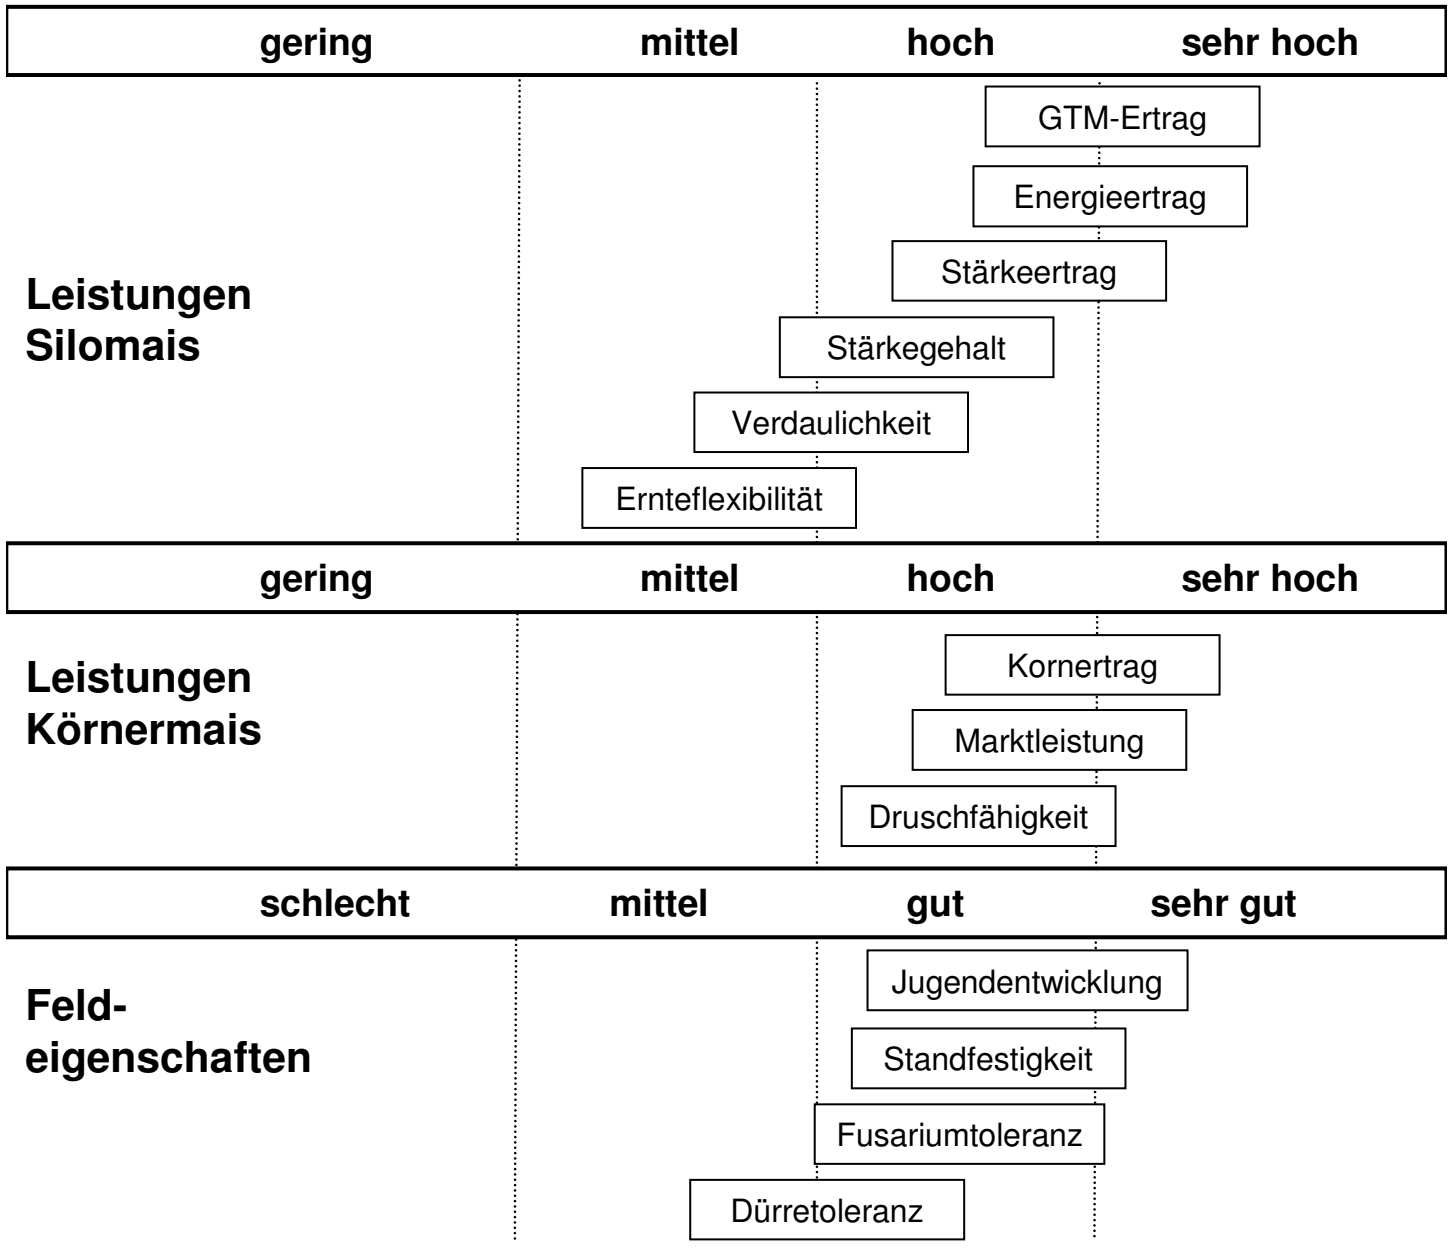 gering mittel hoch sehr hoch
GTM-Ertrag
Energieertrag
Stärkeertrag
Leistungen
Silomais
Stärkegehalt
Verdaulichkeit
Ernteflexibilität
gering mittel hoch sehr hoch
Leistungen
Körnermais
Kornertrag
Marktleistung
Druschfähigkeit
schlecht mittel gut sehr gut
Feld-
eigenschaften
Jugendentwicklung
Standfestigkeit
Fusariumtoleranz
Dürretoleranz